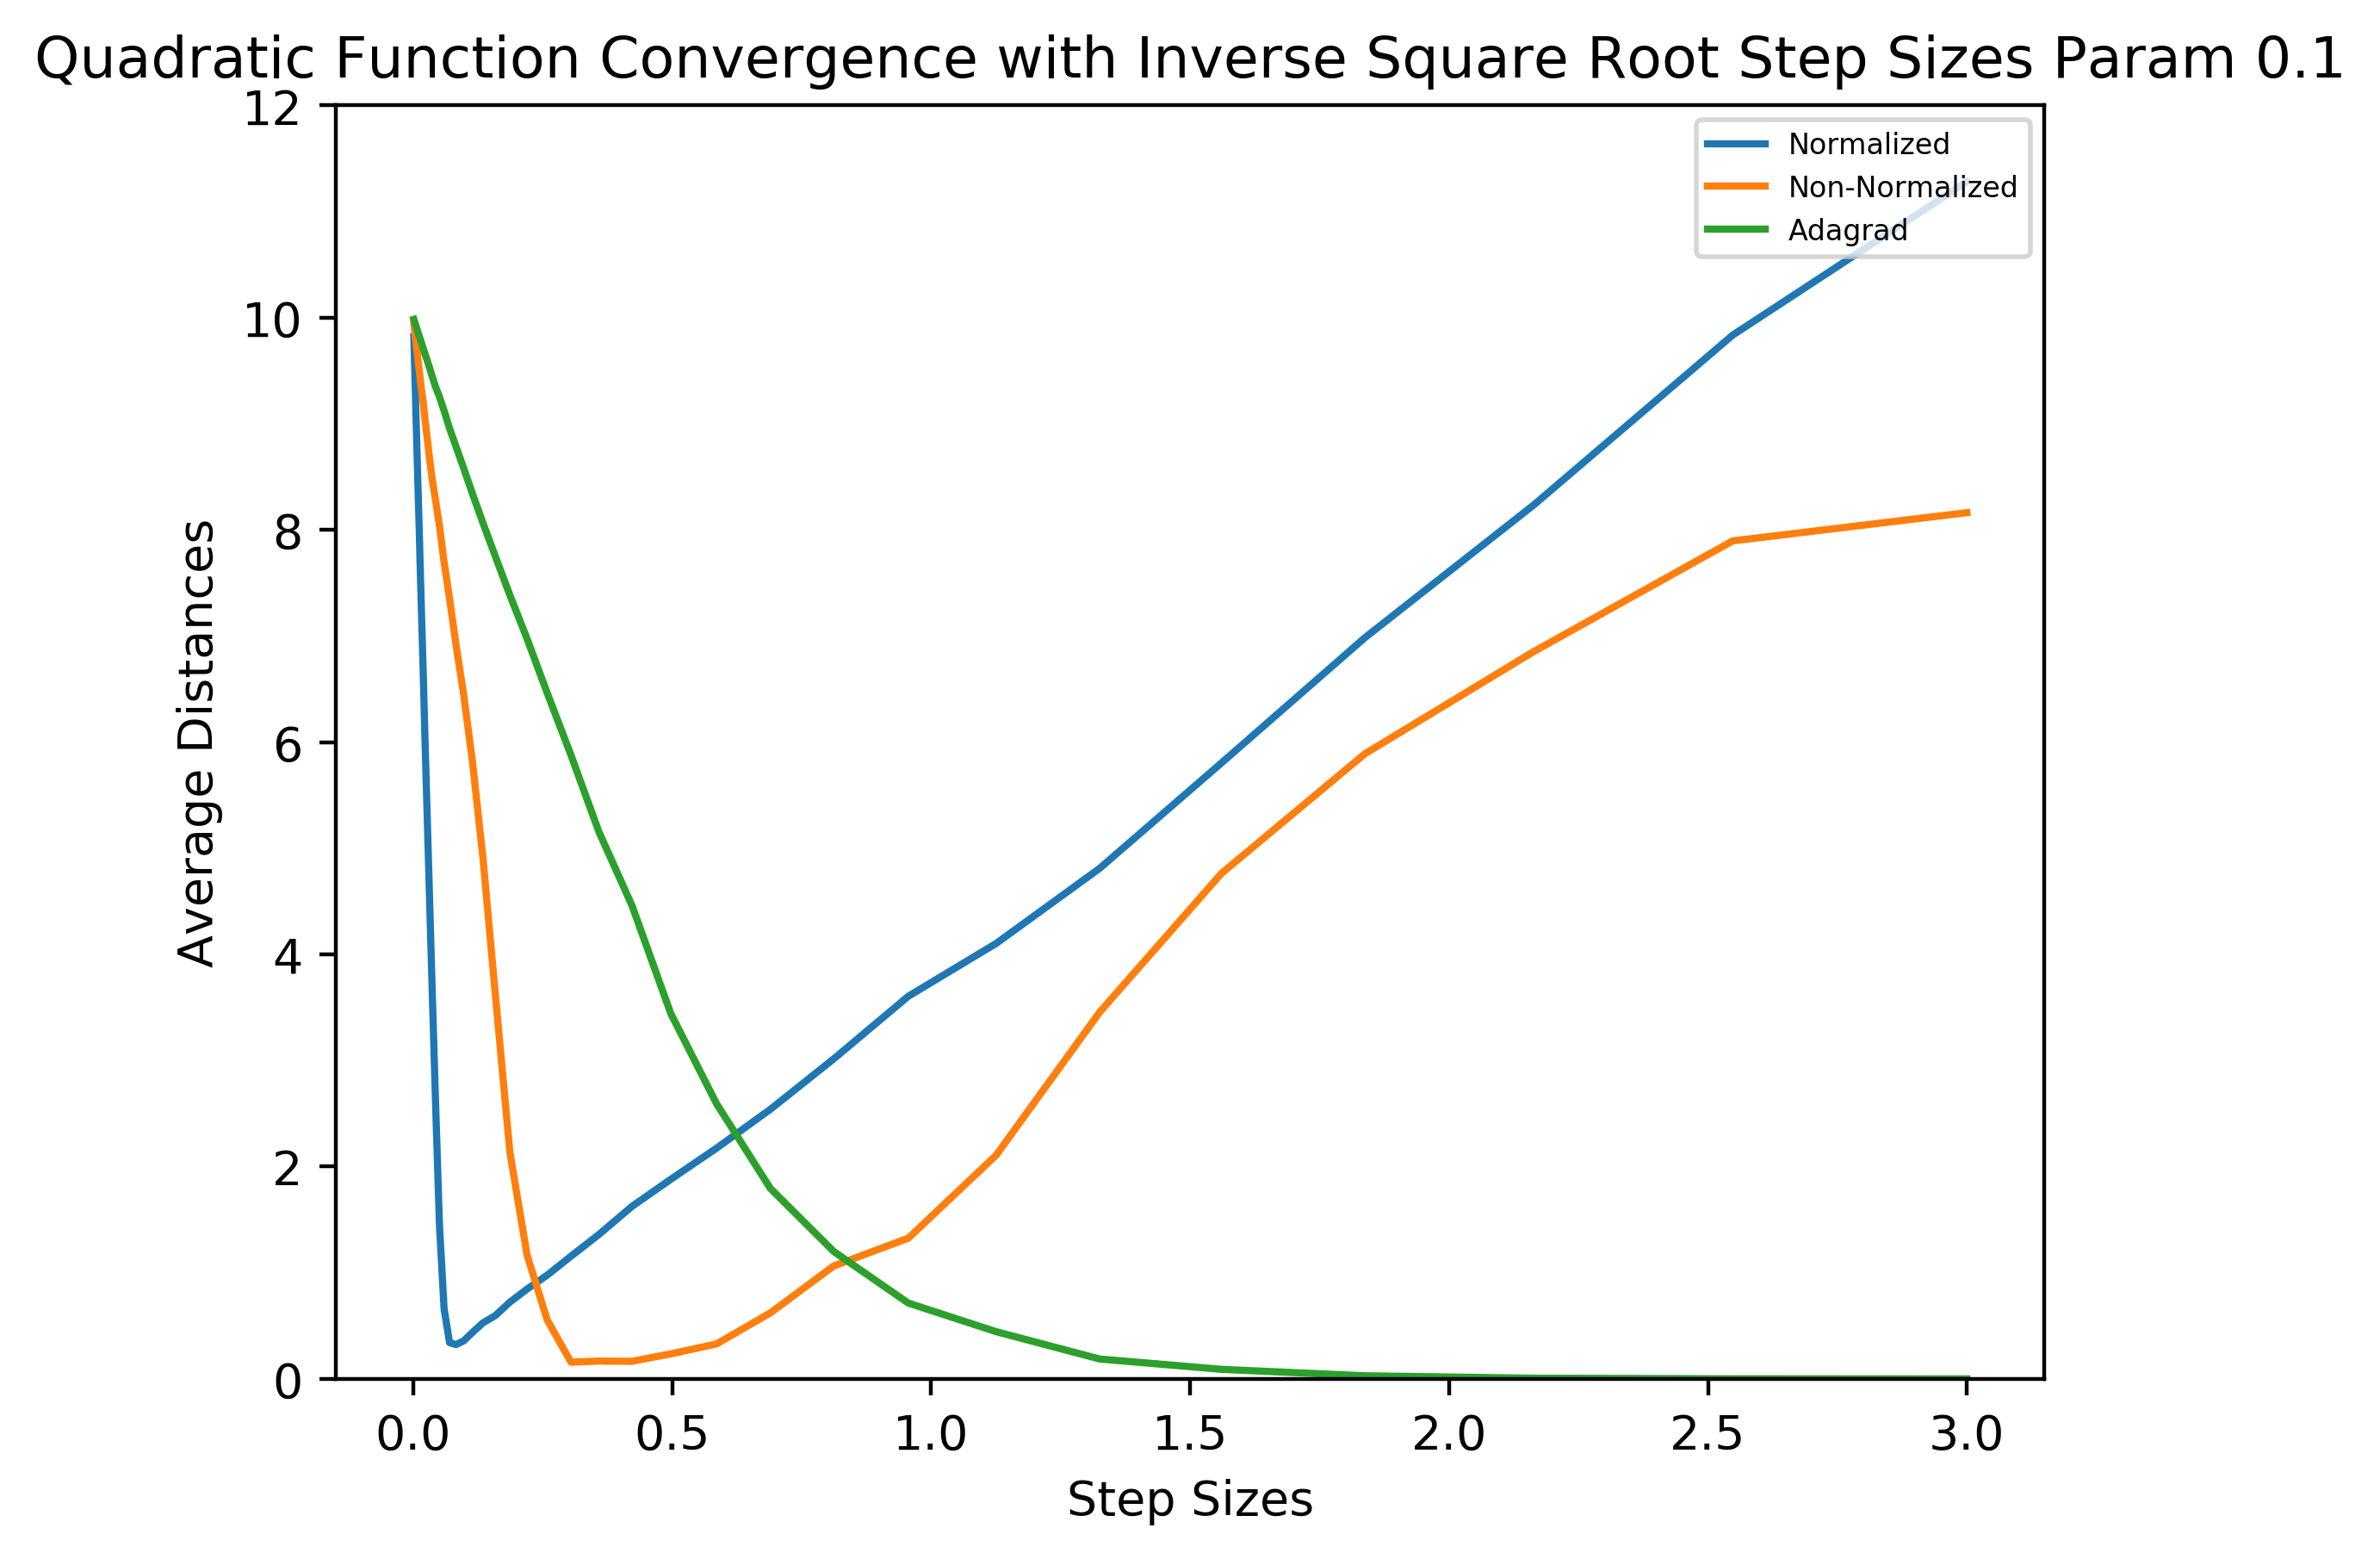 Quadratic Function Convergence with Inverse Square Root Step Sizes Param 0.1
12
10
8
6
4
2
0
Average Distances
Normalized
Non-Normalized
Adagrad
0.0 0.5 1.0 1.5 2.0 2.5 3.0
Step Sizes